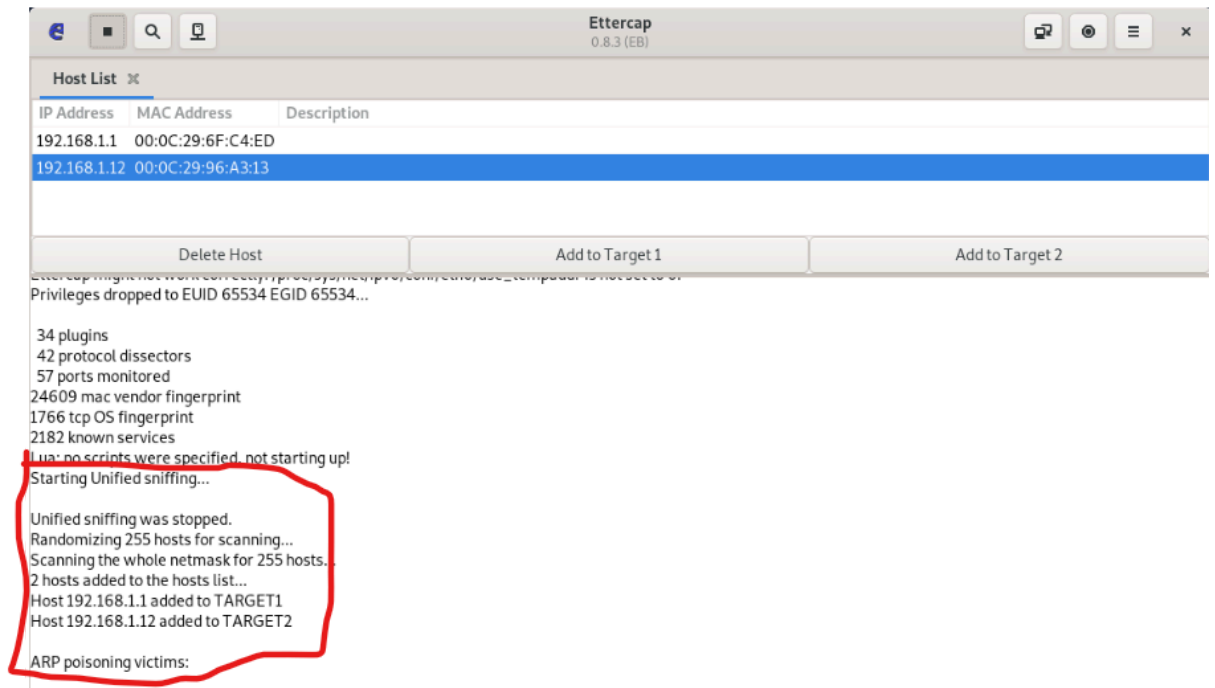 Ettercap
0.8.3 (EB)
Host List
IP Address MAC Address Description
192.168.1.1 00:0C:29:6F:C4:ED
192.168.1.12 00:0C:29:96:A3:13
Delete Host Add to Target 1 Add to Target 2
Privileges dropped to EUID 65534 EGID 65534...
34 plugins
42 protocol dissectors
57 ports monitored
24609 mac vendor fingerprint
1766 tcp OS fingerprint
2182 known services
Lua: no scripts were specified, not starting up!
Starting Unified sniffing...
Unified sniffing was stopped.
Randomizing 255 hosts for scanning...
Scanning the whole netmask for 255 hosts...
2 hosts added to the hosts list...
Host 192.168.1.1 added to TARGET1
Host 192.168.1.12 added to TARGET2
ARP poisoning victims: